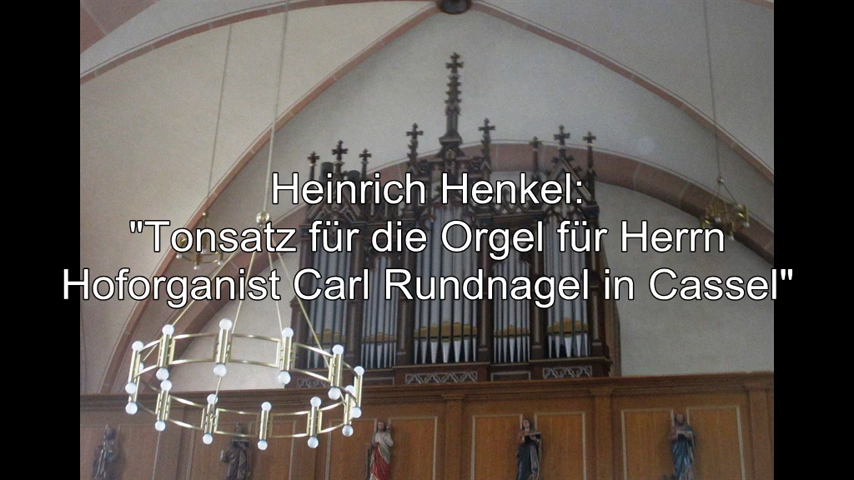 Heinrich Henkel:
"Tonsatz für die Orgel für Herrn
Hoforganist Carl Rundnagel in Cassel"